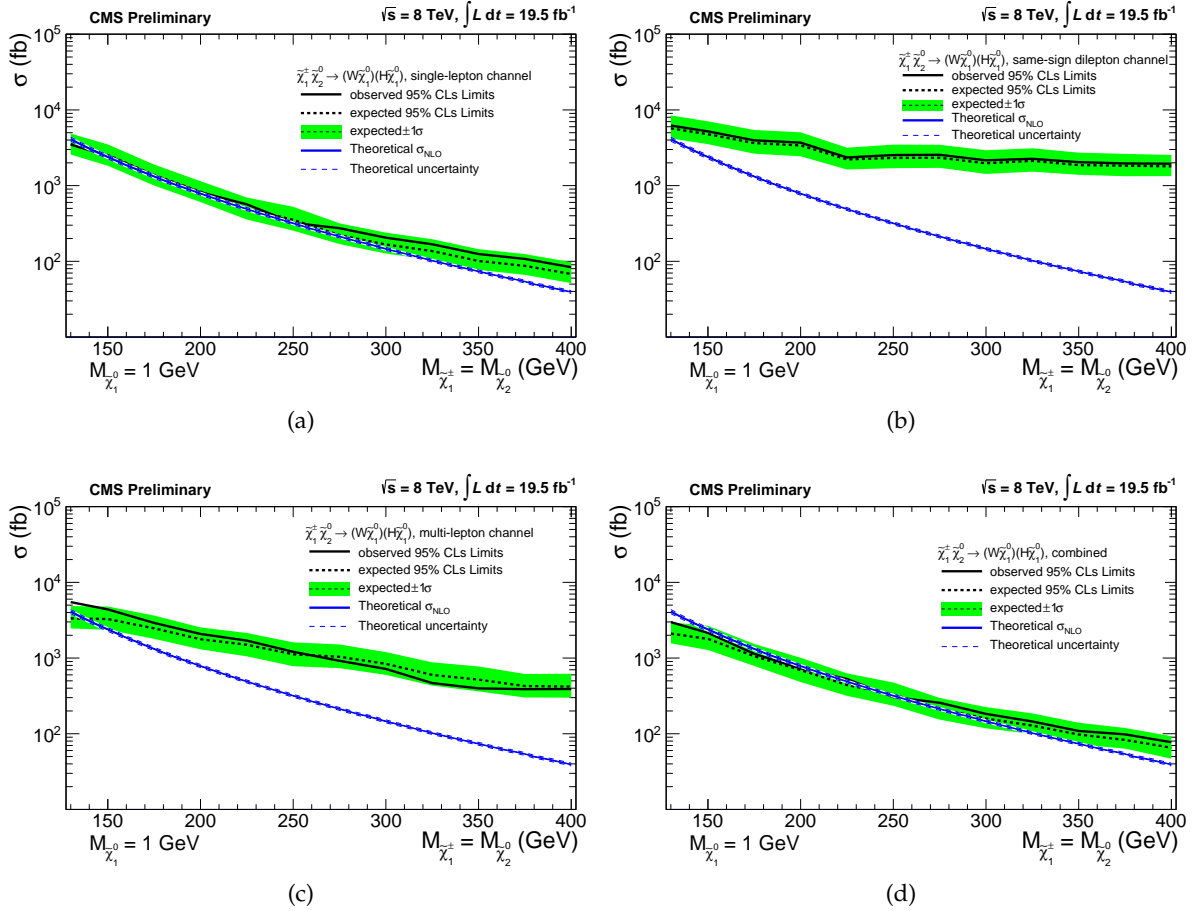 CMS Preliminary
√s = 8 TeV, ∫L dt = 19.5 fb⁻¹
σ (fb)
10⁵
10⁴
10³
10²
χ̃₁± χ̃₂⁰ → (Wχ̃₁⁰)(Hχ̃₁⁰), single-lepton channel
observed 95% CLs Limits
expected 95% CLs Limits
expected±1σ
Theoretical σNLO
Theoretical uncertainty
150 200 250 300 350 400
Mχ̃₁⁰ = 1 GeV
Mχ̃₁± = Mχ̃₂⁰ (GeV)
(a)
CMS Preliminary
√s = 8 TeV, ∫L dt = 19.5 fb⁻¹
σ (fb)
10⁵
10⁴
10³
10²
χ̃₁± χ̃₂⁰ → (Wχ̃₁⁰)(Hχ̃₁⁰), same-sign dilepton channel
observed 95% CLs Limits
expected 95% CLs Limits
expected±1σ
Theoretical σNLO
Theoretical uncertainty
150 200 250 300 350 400
Mχ̃₁⁰ = 1 GeV
Mχ̃₁± = Mχ̃₂⁰ (GeV)
(b)
CMS Preliminary
√s = 8 TeV, ∫L dt = 19.5 fb⁻¹
σ (fb)
10⁵
10⁴
10³
10²
χ̃₁± χ̃₂⁰ → (Wχ̃₁⁰)(Hχ̃₁⁰), multi-lepton channel
observed 95% CLs Limits
expected 95% CLs Limits
expected±1σ
Theoretical σNLO
Theoretical uncertainty
150 200 250 300 350 400
Mχ̃₁⁰ = 1 GeV
Mχ̃₁± = Mχ̃₂⁰ (GeV)
(c)
CMS Preliminary
√s = 8 TeV, ∫L dt = 19.5 fb⁻¹
σ (fb)
10⁵
10⁴
10³
10²
χ̃₁± χ̃₂⁰ → (Wχ̃₁⁰)(Hχ̃₁⁰), combined
observed 95% CLs Limits
expected 95% CLs Limits
expected±1σ
Theoretical σNLO
Theoretical uncertainty
150 200 250 300 350 400
Mχ̃₁⁰ = 1 GeV
Mχ̃₁± = Mχ̃₂⁰ (GeV)
(d)